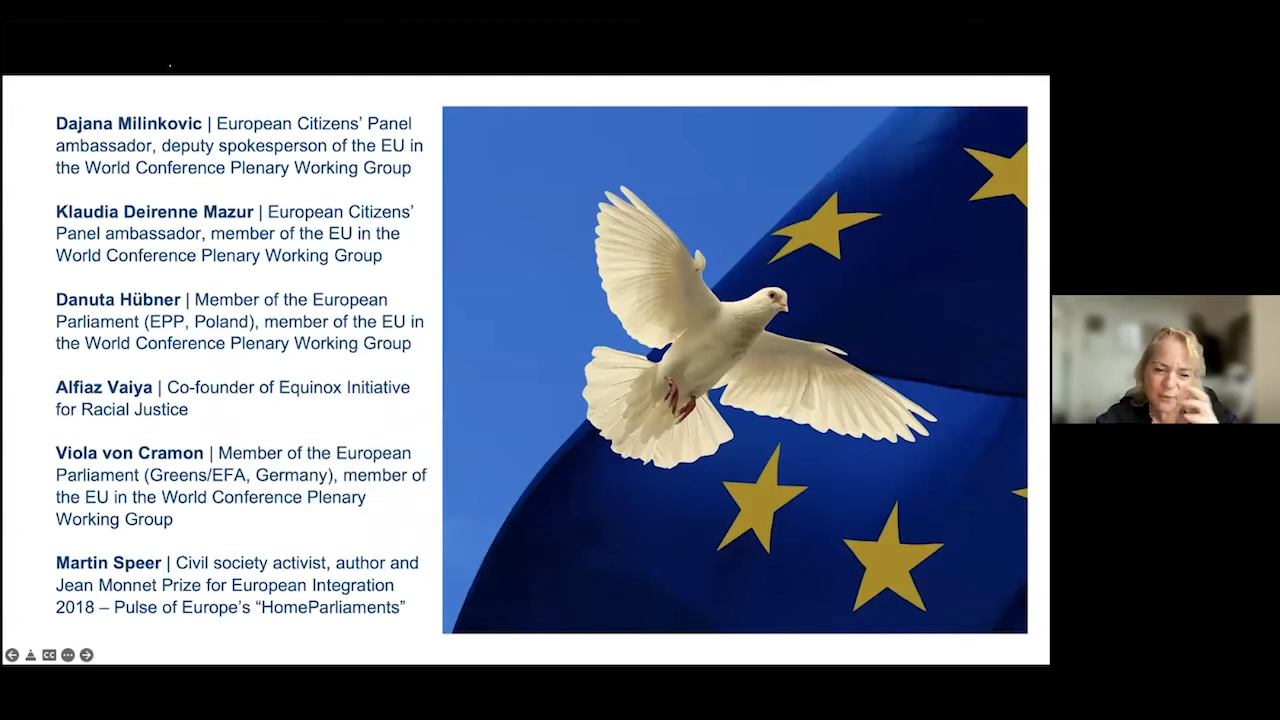 Dajana Milinkovic | European Citizens’ Panel
ambassador, deputy spokesperson of the EU in
the World Conference Plenary Working Group
Klaudia Deirenne Mazur | European Citizens’
Panel ambassador, member of the EU in the
World Conference Plenary Working Group
Danuta Hübner | Member of the European
Parliament (EPP, Poland), member of the EU in
the World Conference Plenary Working Group
Alfiaz Vaiya | Co-founder of Equinox Initiative
for Racial Justice
Viola von Cramon | Member of the European
Parliament (Greens/EFA, Germany), member of
the EU in the World Conference Plenary
Working Group
Martin Speer | Civil society activist, author and
Jean Monnet Prize for European Integration
2018 – Pulse of Europe’s “HomeParliaments”
CC